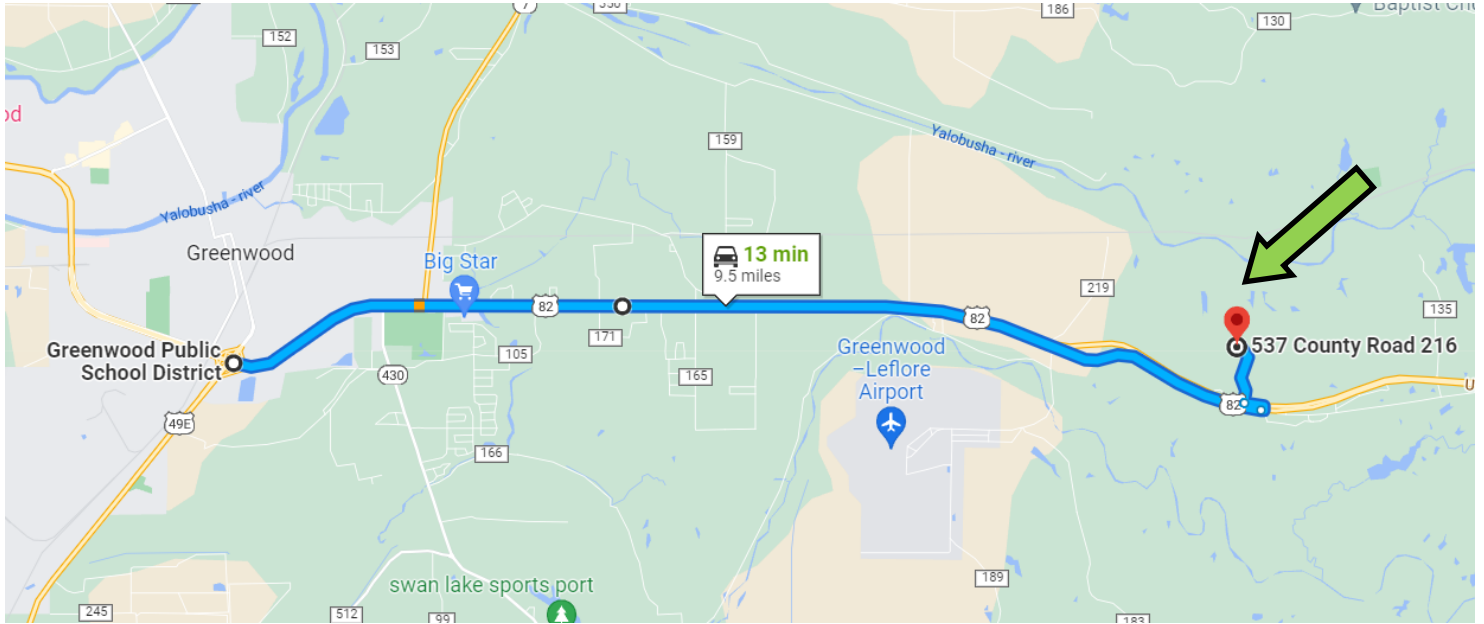 7
350
186
130
152
153
159
Yalobusha - river
Yalobusha - river
Greenwood
Big Star
13 min
9.5 miles
219
82
82
135
171
Greenwood Public
School District
105
430
165
Greenwood
–Leflore
Airport
537 County Road 216
82
49E
166
swan lake sports port
189
245
512
99
183